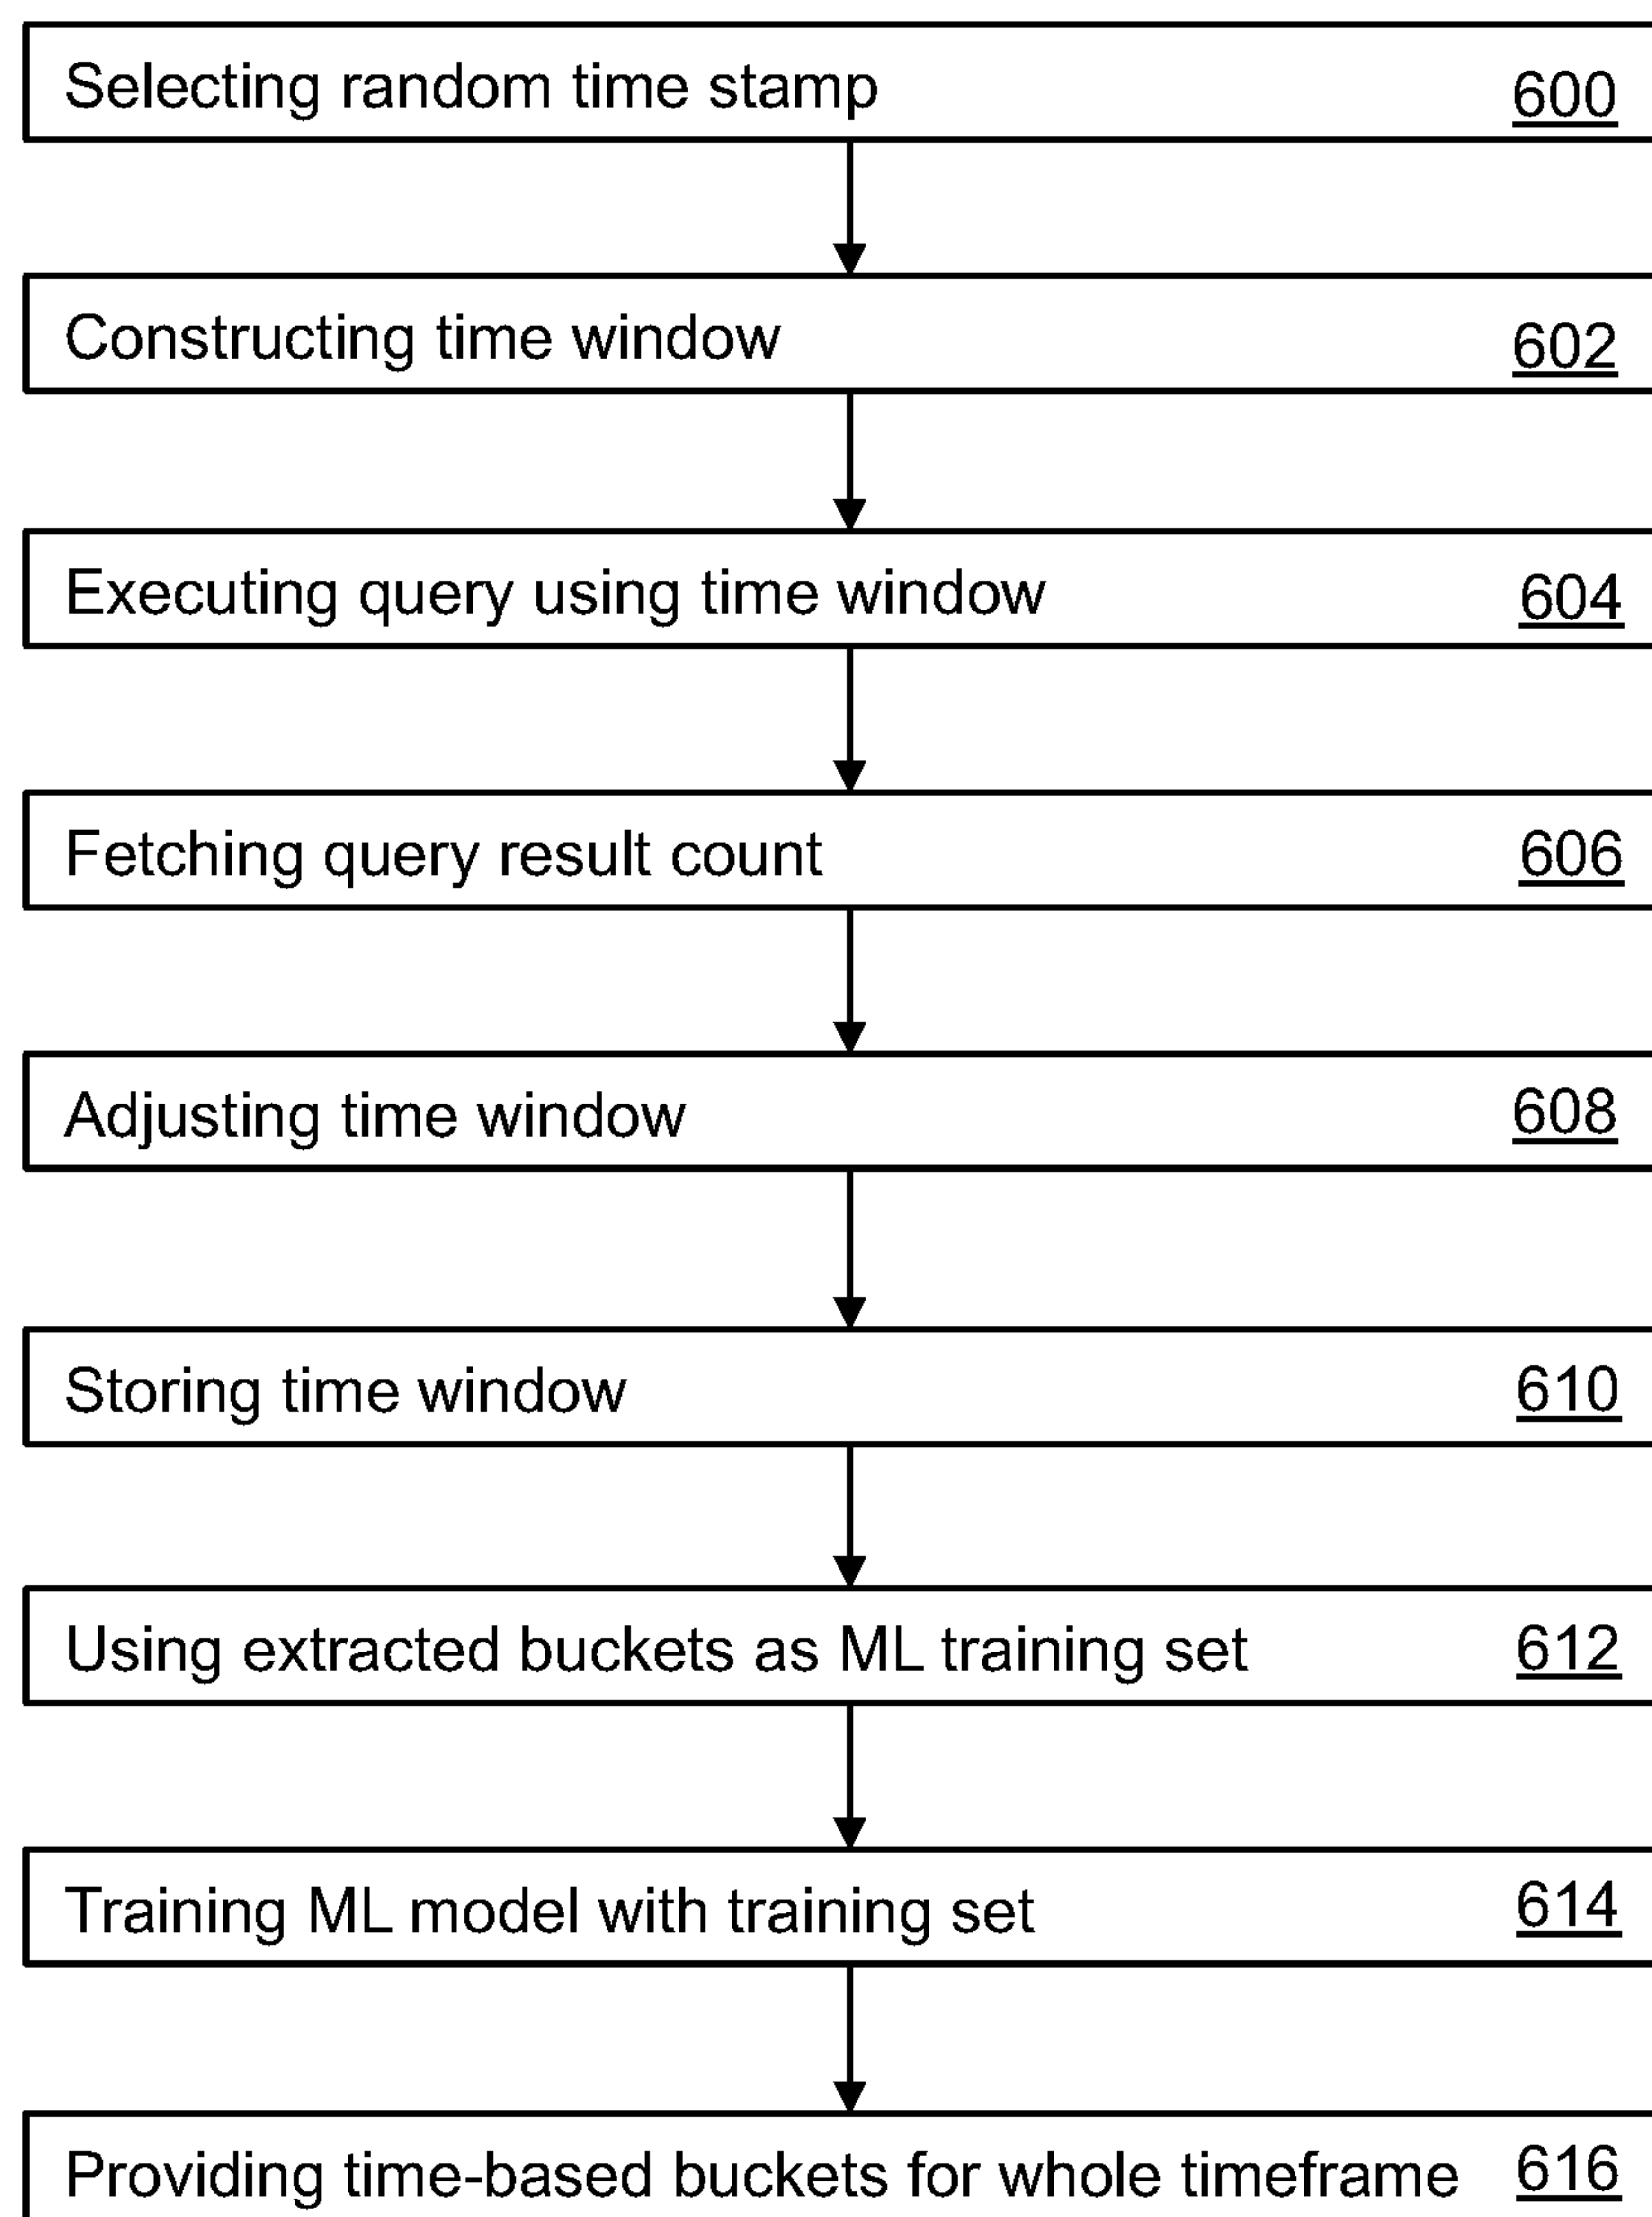 Selecting random time stamp 600
Constructing time window 602
Executing query using time window 604
Fetching query result count 606
Adjusting time window 608
Storing time window 610
Using extracted buckets as ML training set 612
Training ML model with training set 614
Providing time-based buckets for whole timeframe 616